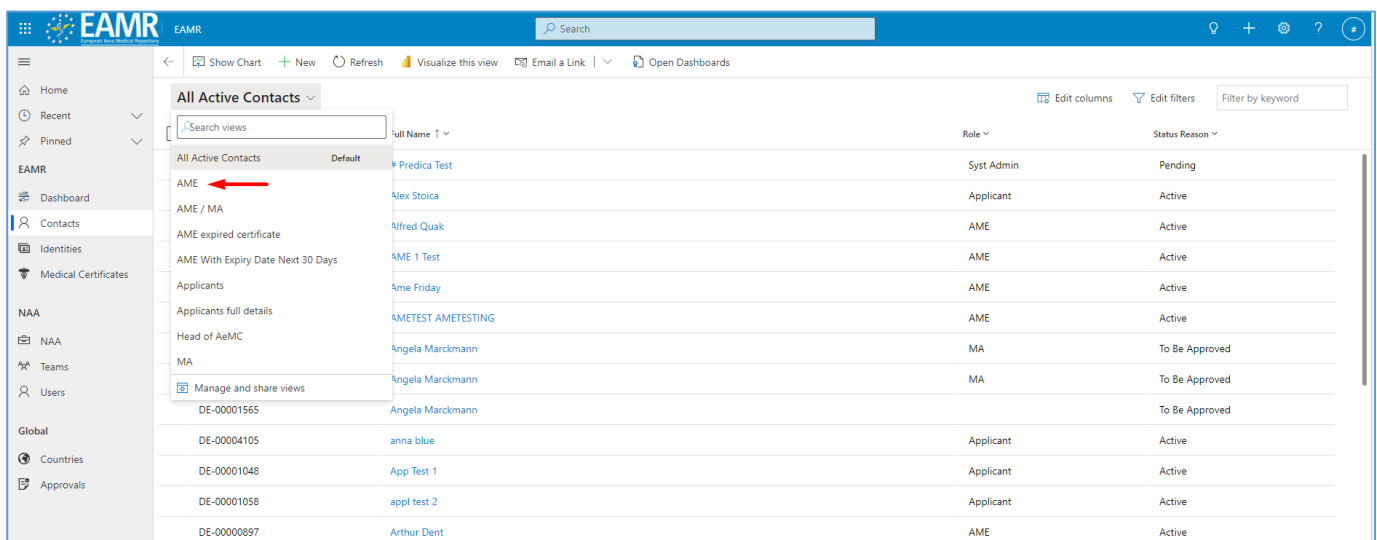 EAMR
European Aero-Medical Repository
EAMR
Search
?
#
Show Chart
New
Refresh
Visualize this view
Email a Link
Open Dashboards
Home
Recent
Pinned
EAMR
Dashboard
Contacts
Identities
Medical Certificates
NAA
NAA
Teams
Users
Global
Countries
Approvals
All Active Contacts
Edit columns
Edit filters
Filter by keyword
Search views
All Active Contacts Default
AME
AME / MA
AME expired certificate
AME With Expiry Date Next 30 Days
Applicants
Applicants full details
Head of AeMC
MA
Manage and share views
Full Name ↑ Role Status Reason
# Predica Test Syst Admin Pending
Alex Stoica Applicant Active
Alfred Quak AME Active
AME 1 Test AME Active
Ame Friday AME Active
AMETEST AMETESTING AME Active
Angela Marckmann MA To Be Approved
Angela Marckmann MA To Be Approved
DE-00001565 Angela Marckmann To Be Approved
DE-00004105 anna blue Applicant Active
DE-00001048 App Test 1 Applicant Active
DE-00001058 appl test 2 Applicant Active
DE-00000897 Arthur Dent AME Active